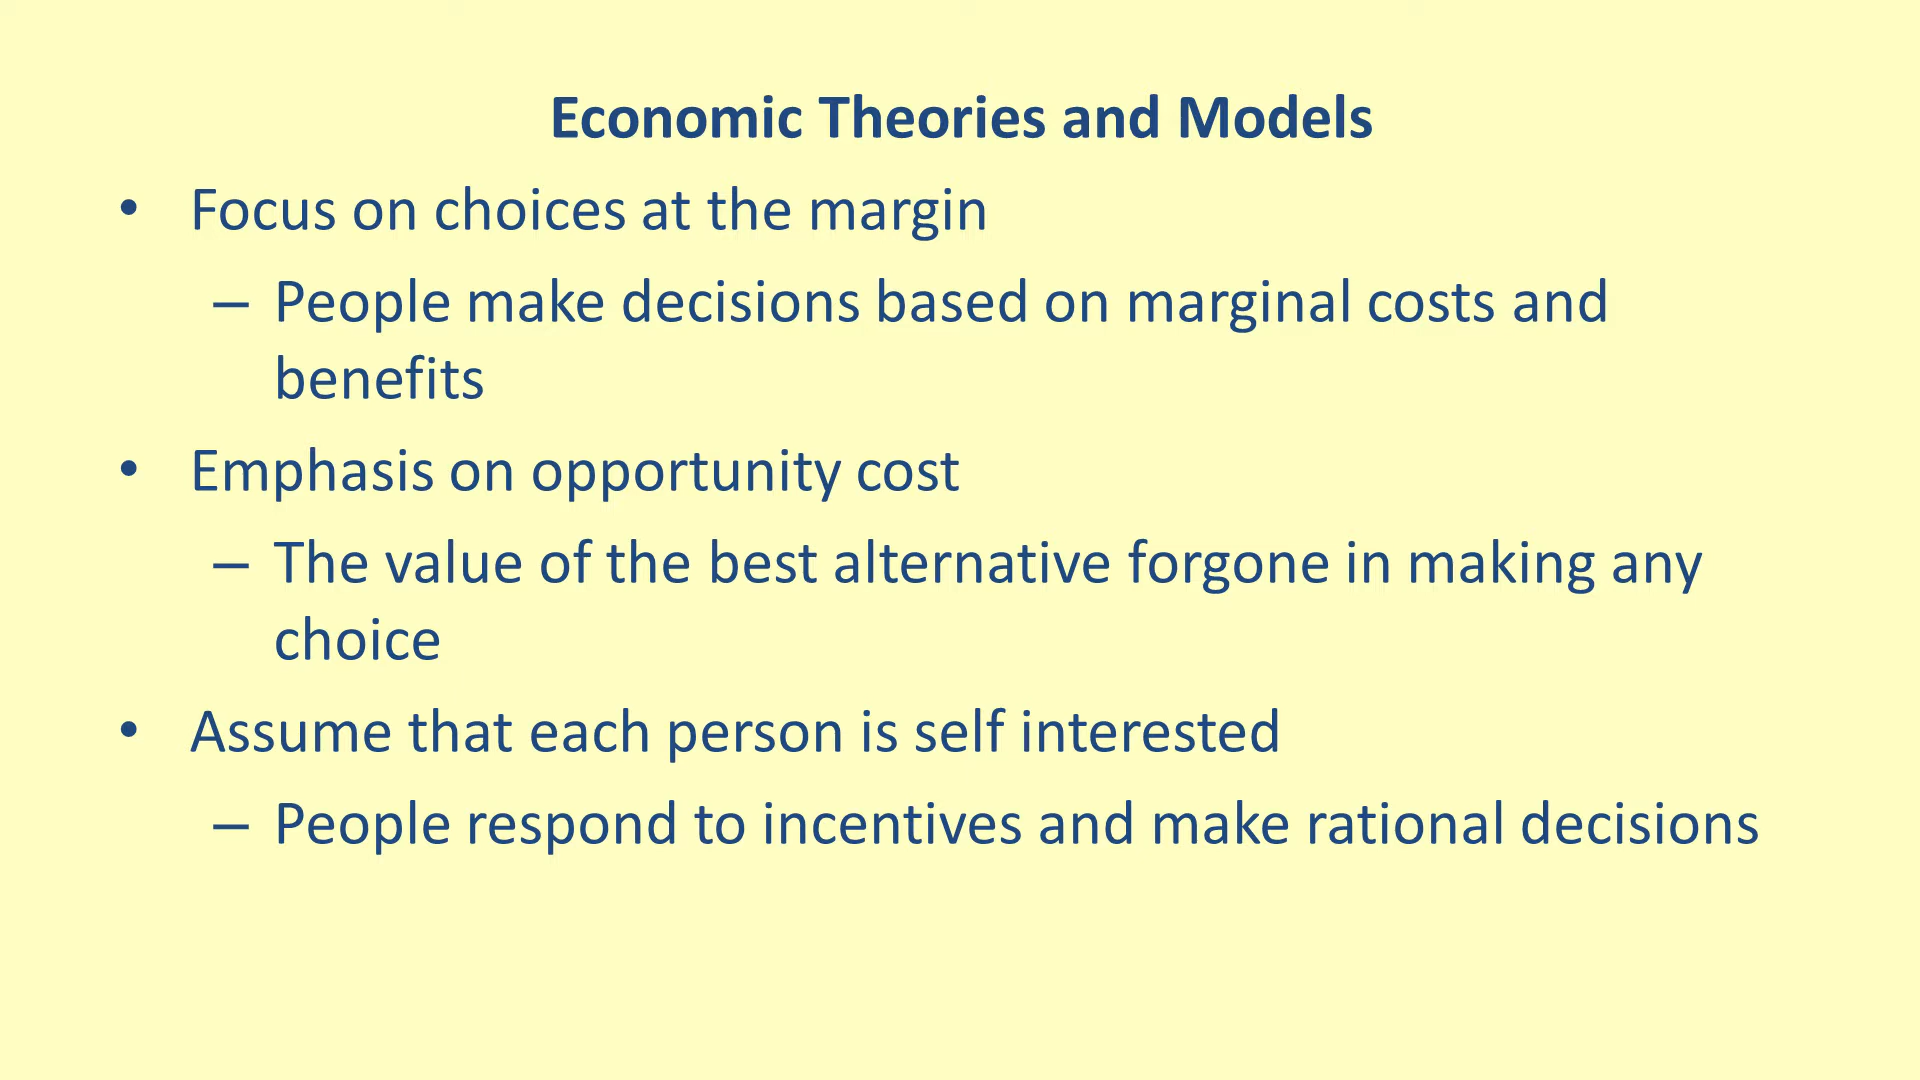 Economic Theories and Models
• Focus on choices at the margin
– People make decisions based on marginal costs and
benefits
• Emphasis on opportunity cost
– The value of the best alternative forgone in making any
choice
• Assume that each person is self interested
– People respond to incentives and make rational decisions